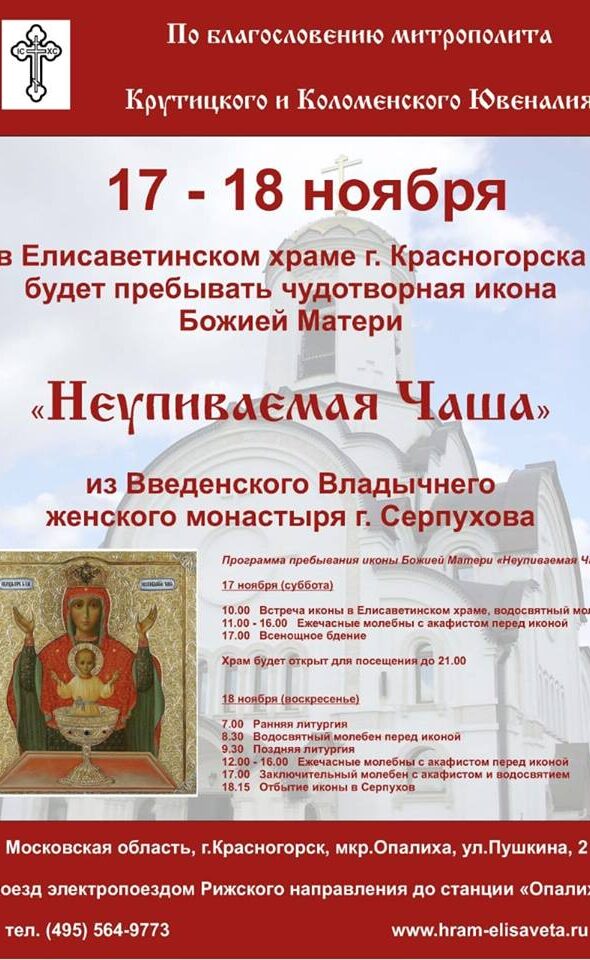 IC XC
По благословению митрополита
Крутицкого и Коломенского Ювеналия
17 - 18 ноября
в Елисаветинском храме г. Красногорска
будет пребывать чудотворная икона
Божией Матери
«Неупиваемая Чаша»
из Введенского Владычнего
женского монастыря г. Серпухова
Программа пребывания иконы Божией Матери «Неупиваемая Ч
17 ноября (суббота)
10.00 Встреча иконы в Елисаветинском храме, водосвятный мол
11.00 - 16.00 Ежечасные молебны с акафистом перед иконой
17.00 Всенощное бдение
Храм будет открыт для посещения до 21.00
18 ноября (воскресенье)
7.00 Ранняя литургия
8.30 Водосвятный молебен перед иконой
9.30 Поздняя литургия
12.00 - 16.00 Ежечасные молебны с акафистом перед иконой
17.00 Заключительный молебен с акафистом и водосвятием
18.15 Отбытие иконы в Серпухов
Московская область, г.Красногорск, мкр.Опалиха, ул.Пушкина, 2
оезд электропоездом Рижского направления до станции «Опалих
тел. (495) 564-9773
www.hram-elisaveta.ru